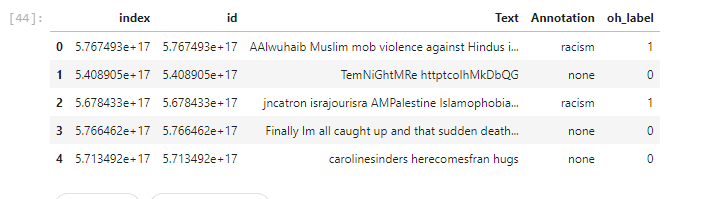 [44]:
index id Text Annotation oh_label
0 5.767493e+17 5.767493e+17 AAlwuhaib Muslim mob violence against Hindus i... racism 1
1 5.408905e+17 5.408905e+17 TemNiGhtMRe httptcolhMkDbQG none 0
2 5.678433e+17 5.678433e+17 jncatron israjourisra AMPalestine Islamophobia... racism 1
3 5.766462e+17 5.766462e+17 Finally Im all caught up and that sudden death... none 0
4 5.713492e+17 5.713492e+17 carolinesinders herecomesfran hugs none 0